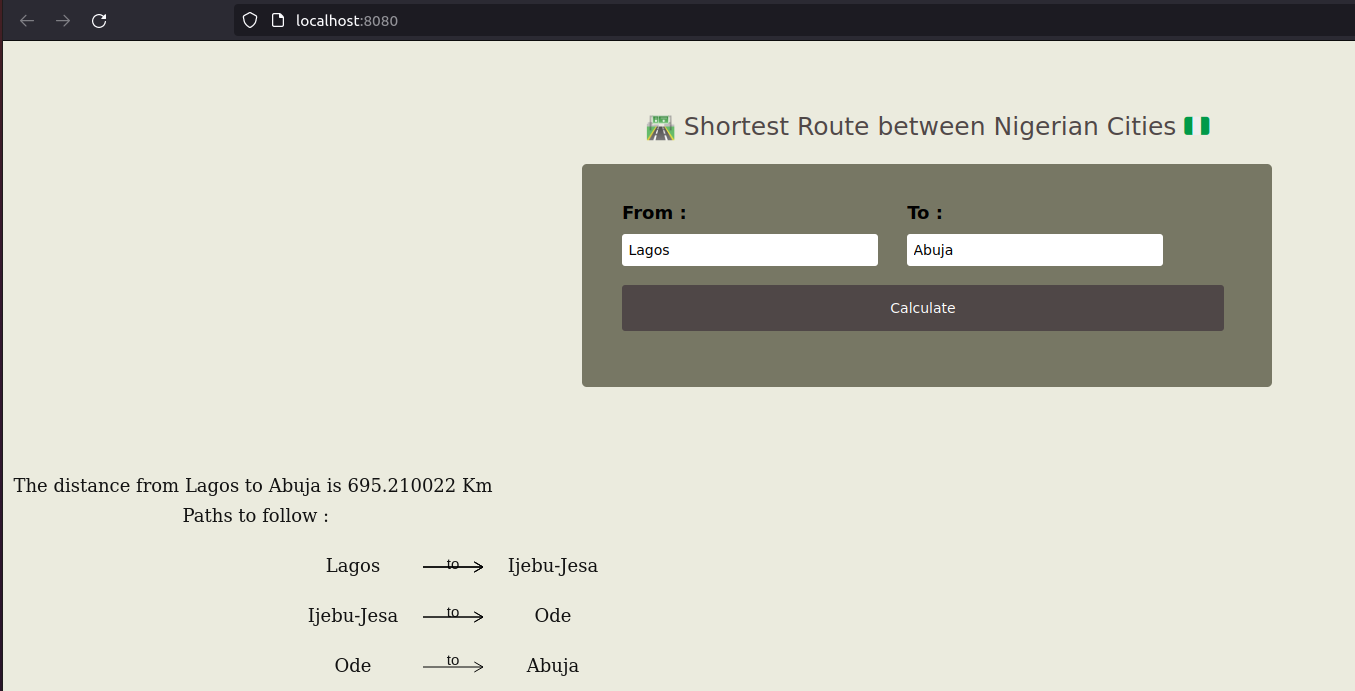 localhost:8080
Shortest Route between Nigerian Cities
From :
To :
Lagos
Abuja
Calculate
The distance from Lagos to Abuja is 695.210022 Km
Paths to follow :
Lagos to Ijebu-Jesa
Ijebu-Jesa to Ode
Ode to Abuja